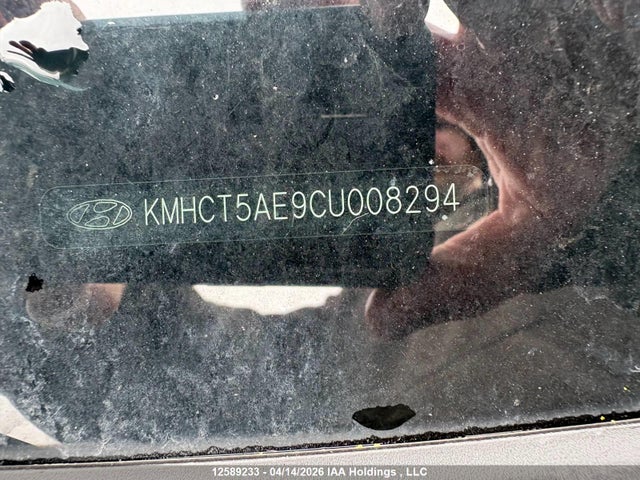 KMHCT5AE9CU008294
12589233 - 04/14/2026 IAA Holdings , LLC